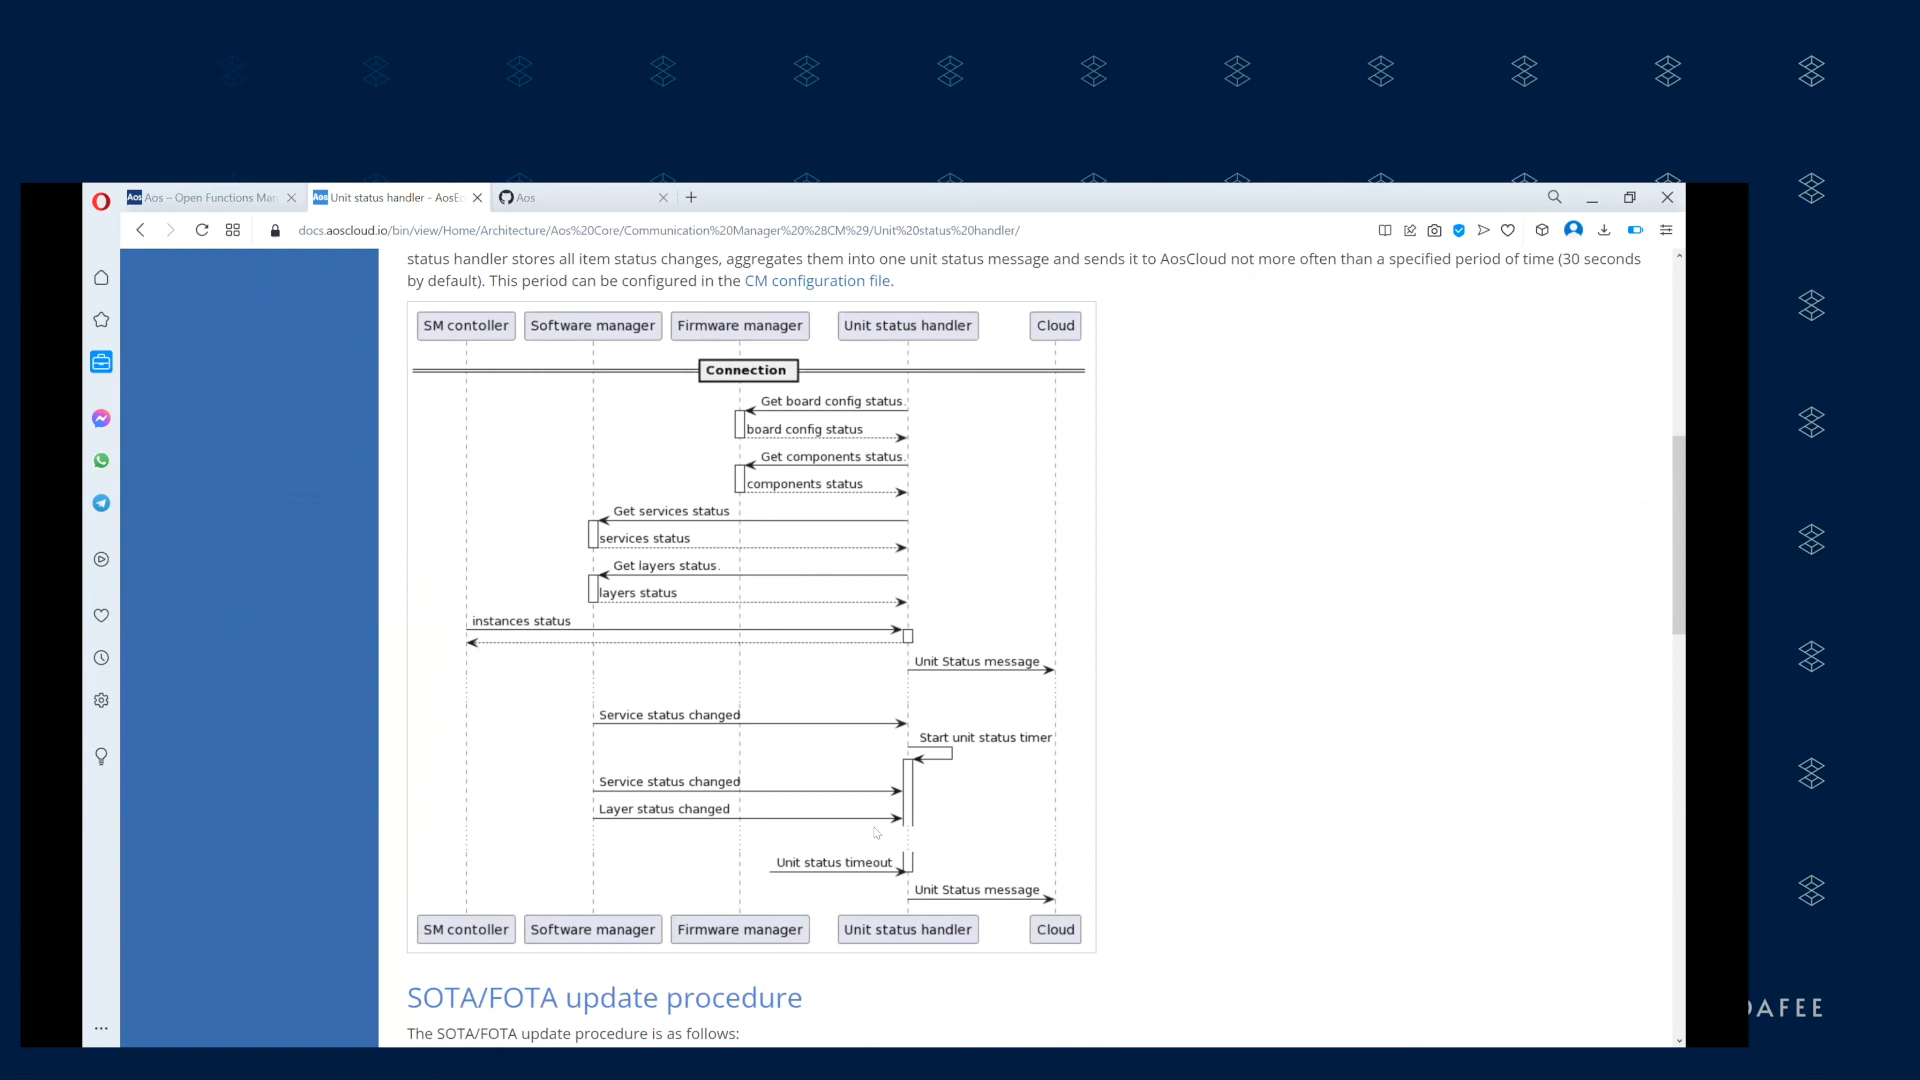 Aos Aos – Open Functions Mar
Aos Unit status handler - AosEd
Aos
docs.aoscloud.io/bin/view/Home/Architecture/Aos%20Core/Communication%20Manager%20%28CM%29/Unit%20status%20handler/
status handler stores all item status changes, aggregates them into one unit status message and sends it to AosCloud not more often than a specified period of time (30 seconds
by default). This period can be configured in the CM configuration file.
SM contoller Software manager Firmware manager Unit status handler Cloud
Connection
Get board config status.
board config status
Get components status.
components status
Get services status
services status
Get layers status.
layers status
instances status
Unit Status message
Service status changed
Start unit status timer
Service status changed
Layer status changed
Unit status timeout
Unit Status message
SM contoller Software manager Firmware manager Unit status handler Cloud
SOTA/FOTA update procedure
The SOTA/FOTA update procedure is as follows:
AFEE